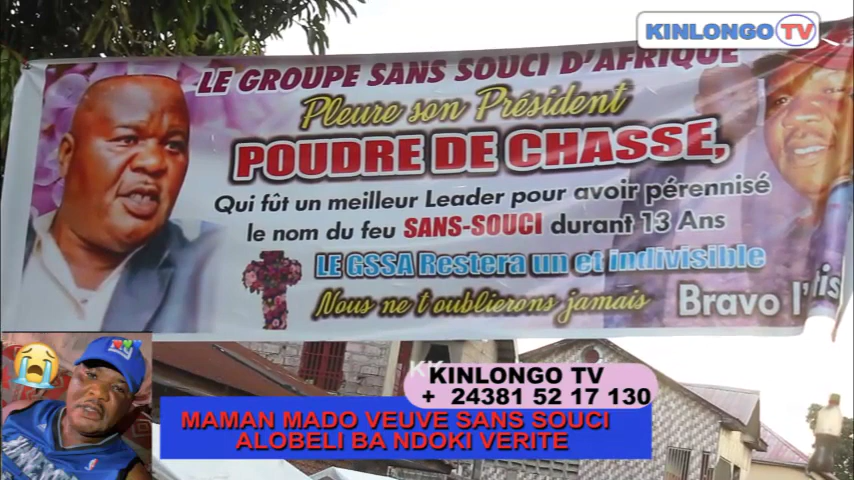 KINLONGO TV
LE GROUPE SANS SOUCI D'AFRIQUE
Pleure son Président
POUDRE DE CHASSE,
Qui fût un meilleur Leader pour avoir pérennisé
le nom du feu SANS-SOUCI durant 13 Ans
LE GSSA Restera un et indivisible
Nous ne t'oublierons jamais
Bravo
KINLONGO TV
+ 24381 52 17 130
MAMAN MADO VEUVE SANS SOUCI
ALOBELI BA NDOKI VERITE